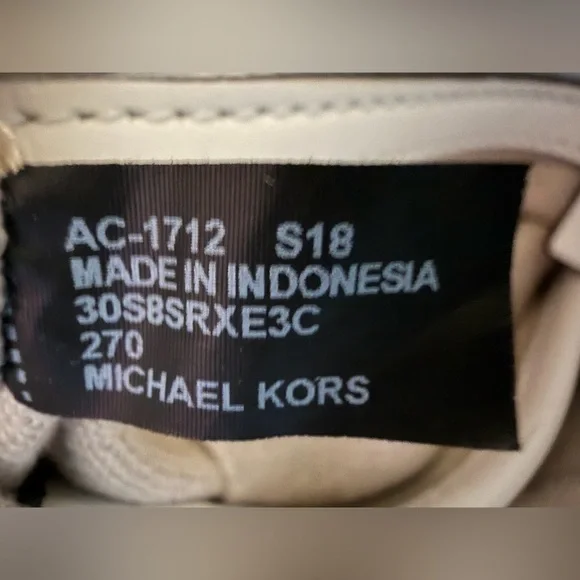 AC-1712 S18
MADE IN INDONESIA
30S8SRXE3C
270
MICHAEL KORS